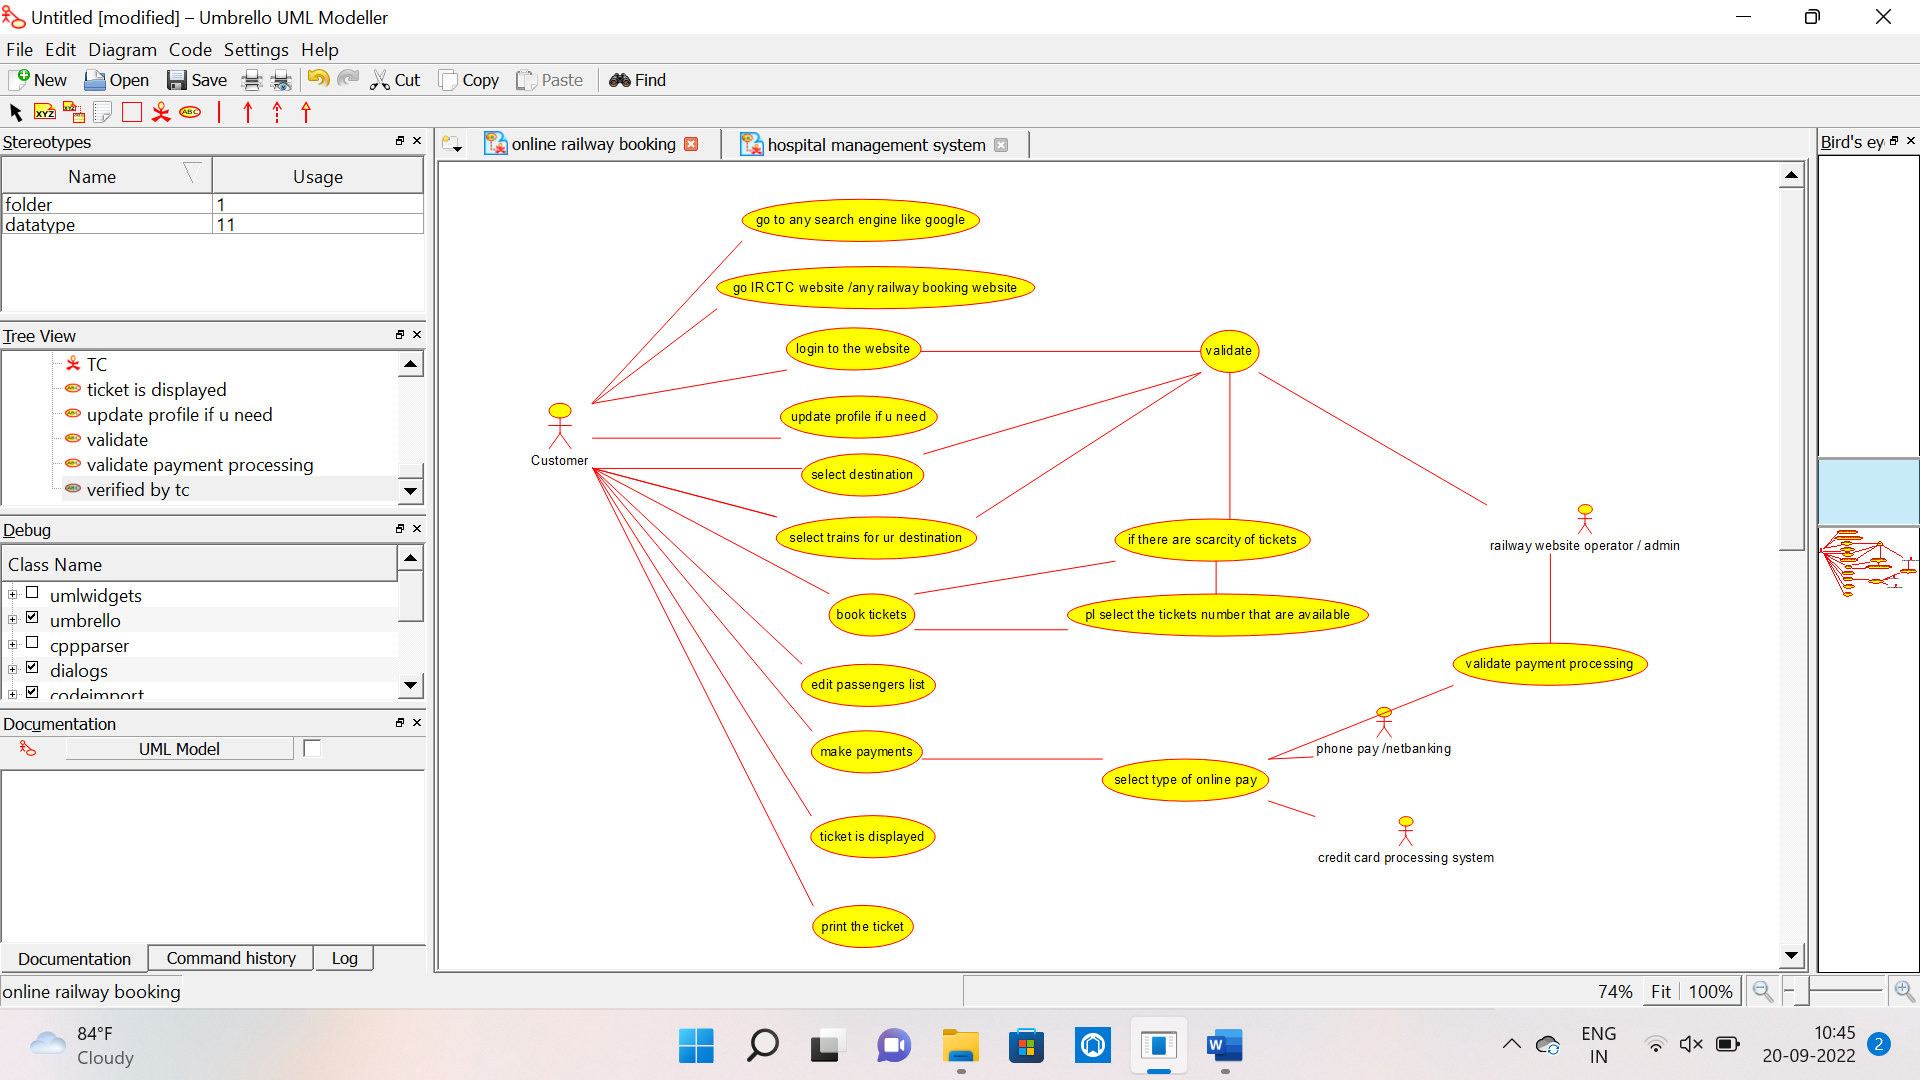 Untitled [modified] – Umbrello UML Modeller
File Edit Diagram Code Settings Help
New Open Save Cut Copy Paste Find
XYZ XYZ ABC
Stereotypes
Name Usage
folder 1
datatype 11
Tree View
TC
ticket is displayed
update profile if u need
validate
validate payment processing
verified by tc
Debug
Class Name
umlwidgets
umbrello
cppparser
dialogs
codeimport
Documentation
UML Model
Documentation Command history Log
online railway booking
online railway booking hospital management system
Bird's ey
go to any search engine like google
go IRCTC website /any railway booking website
login to the website
validate
update profile if u need
Customer
select destination
select trains for ur destination
if there are scarcity of tickets
railway website operator / admin
book tickets
pl select the tickets number that are available
validate payment processing
edit passengers list
make payments
phone pay /netbanking
select type of online pay
ticket is displayed
credit card processing system
print the ticket
74% Fit 100%
84°F
Cloudy
W
ENG
IN
10:45
20-09-2022
2